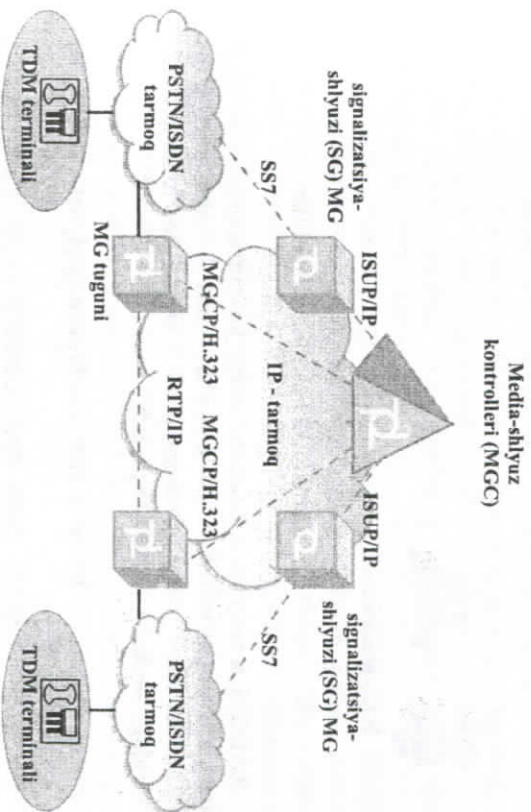 Media-shlyuz
kontrolleri (MGC)
signalizatsiya-
shlyuzi (SG) MG
ISUP/IP
ISUP/IP
signalizatsiya-
shlyuzi (SG) MG
SS7
IP - tarmoq
SS7
MGCP/H.323
MGCP/H.323
PSTN/ISDN
tarmoq
MG tuguni
RTP/IP
PSTN/ISDN
tarmoq
TDM terminali
TDM terminali